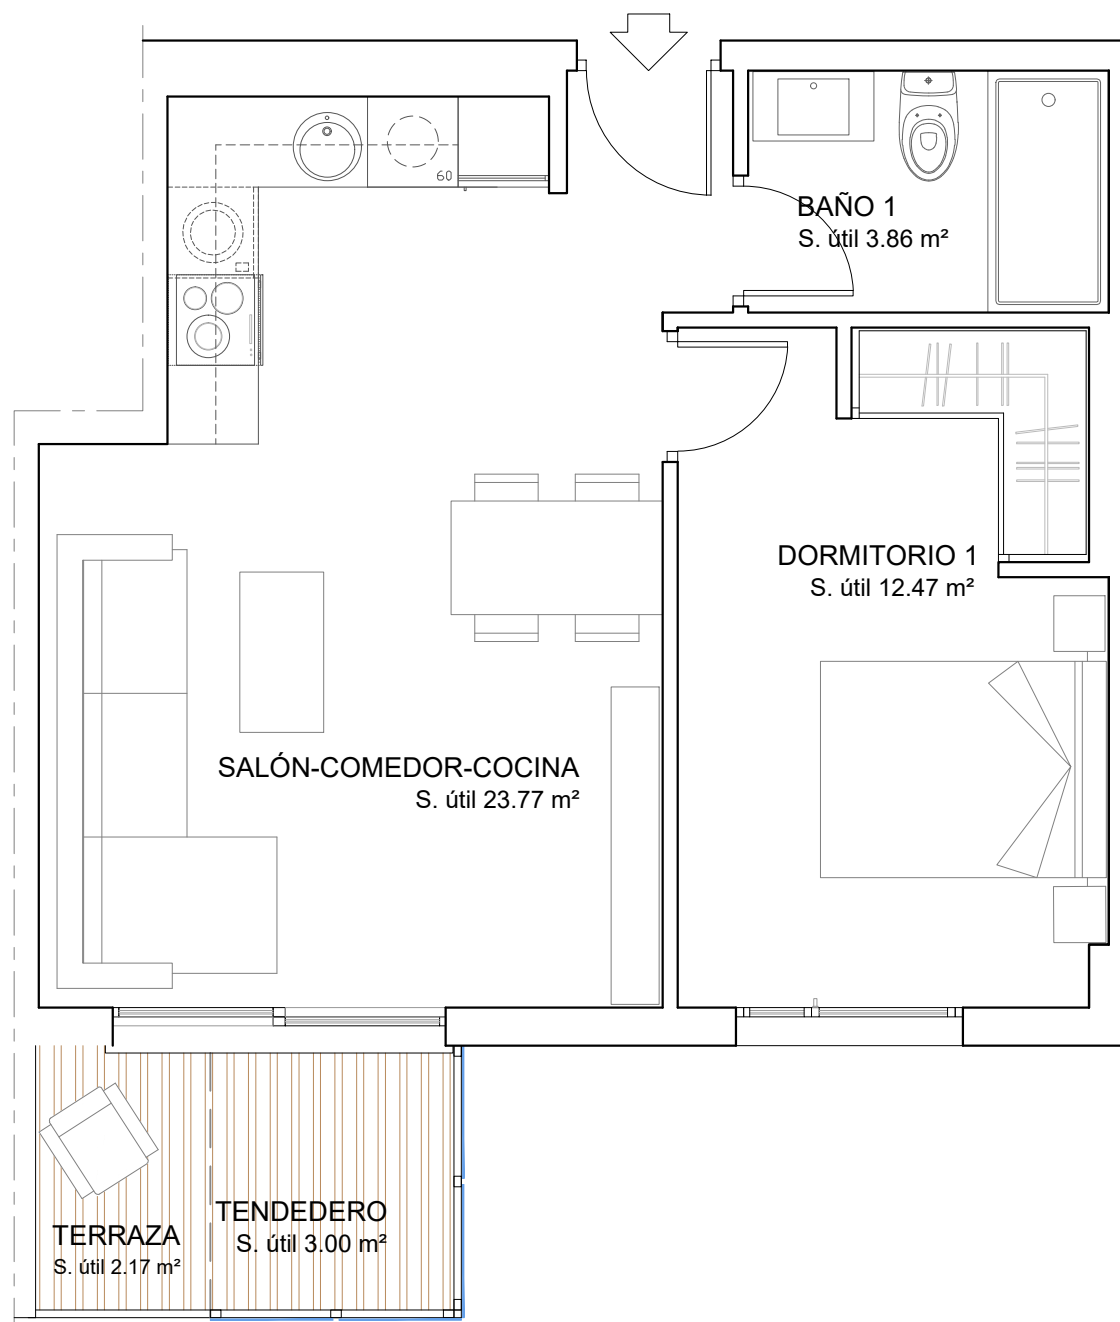 60
BAÑO 1
S. útil 3.86 m²
DORMITORIO 1
S. útil 12.47 m²
SALÓN-COMEDOR-COCINA
S. útil 23.77 m²
TENDEDERO
S. útil 3.00 m²
TERRAZA
S. útil 2.17 m²